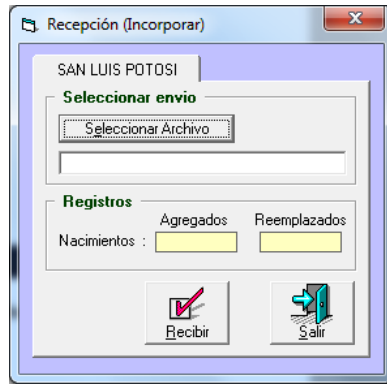 Recepción (Incorporar)
SAN LUIS POTOSI
Seleccionar envio
Seleccionar Archivo
Registros
Agregados Reemplazados
Nacimientos :
Recibir Salir